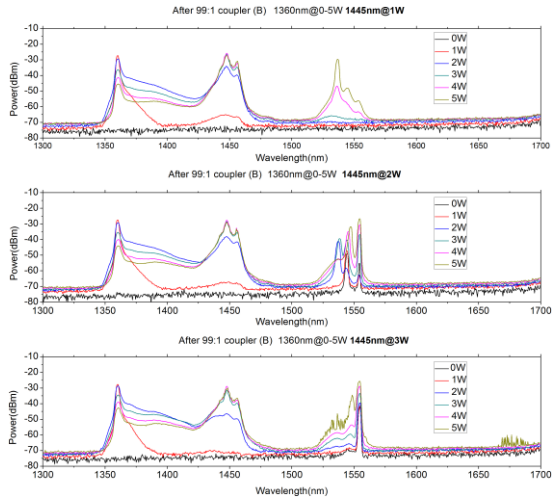 After 99:1 coupler (B) 1360nm@0-5W 1445nm@1W
-10
-20
-30
-40
-50
-60
-70
-80
Power(dBm)
0W
1W
2W
3W
4W
5W
1300 1350 1400 1450 1500 1550 1600 1650 1700
Wavelength(nm)
After 99:1 coupler (B) 1360nm@0-5W 1445nm@2W
-10
-20
-30
-40
-50
-60
-70
-80
Power(dBm)
0W
1W
2W
3W
4W
5W
1300 1350 1400 1450 1500 1550 1600 1650 1700
Wavelength(nm)
After 99:1 coupler (B) 1360nm@0-5W 1445nm@3W
-10
-20
-30
-40
-50
-60
-70
-80
Power(dBm)
0W
1W
2W
3W
4W
5W
1300 1350 1400 1450 1500 1550 1600 1650 1700
Wavelength(nm)